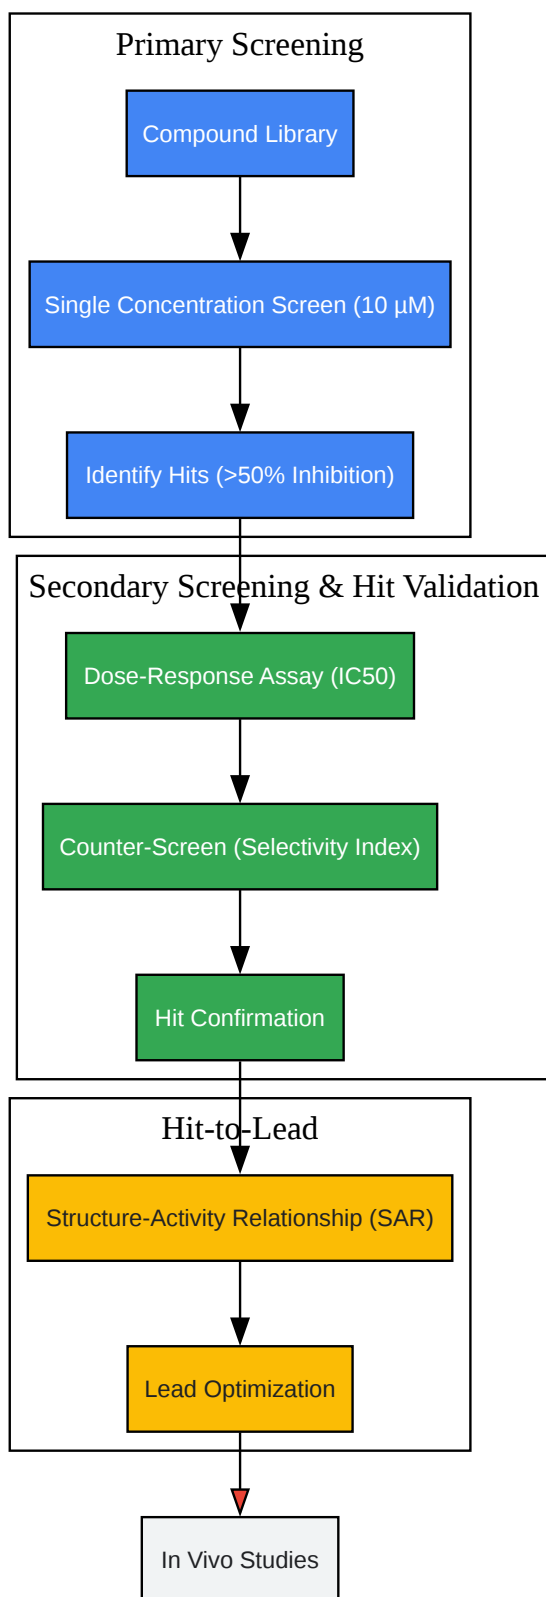 Primary Screening
Compound Library
Single Concentration Screen (10 µM)
Identify Hits (>50% Inhibition)
Secondary Screening & Hit Validation
Dose-Response Assay (IC50)
Counter-Screen (Selectivity Index)
Hit Confirmation
Hit-to-Lead
Structure-Activity Relationship (SAR)
Lead Optimization
In Vivo Studies